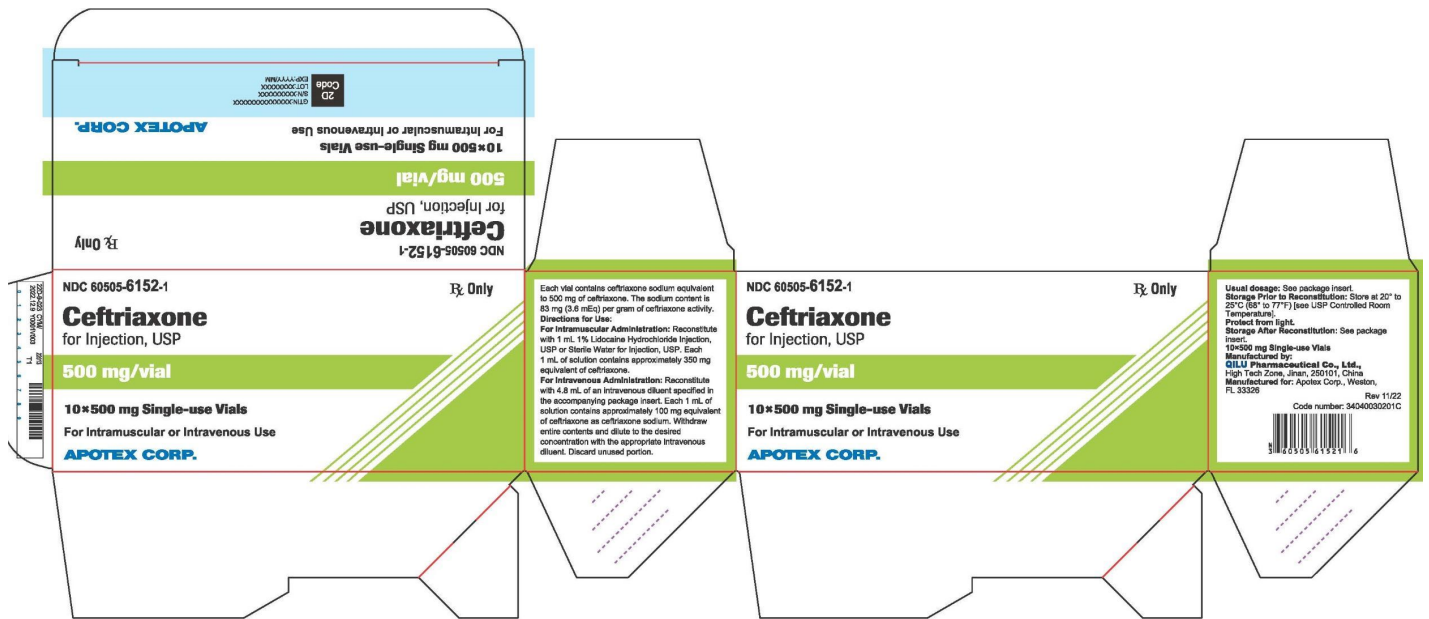 2D
Code
GTIN:XXXXXXXXXXXXXX
S/N:XXXXXXXXXX
LOT:XXXXXXX
EXP:YYYY/MM
NDC 60505-6152-1
Rx Only
Ceftriaxone
for Injection, USP
500 mg/vial
10×500 mg Single-use Vials
For Intramuscular or Intravenous Use
APOTEX CORP.
NDC 60505-6152-1
Rx Only
Ceftriaxone
for Injection, USP
500 mg/vial
10×500 mg Single-use Vials
For Intramuscular or Intravenous Use
APOTEX CORP.
Each vial contains ceftriaxone sodium equivalent
to 500 mg of ceftriaxone. The sodium content is
83 mg (3.6 mEq) per gram of ceftriaxone activity.
Directions for Use:
For Intramuscular Administration: Reconstitute
with 1 mL 1% Lidocaine Hydrochloride Injection,
USP or Sterile Water for Injection, USP. Each
1 mL of solution contains approximately 350 mg
equivalent of ceftriaxone.
For Intravenous Administration: Reconstitute
with 4.8 mL of an intravenous diluent specified in
the accompanying package insert. Each 1 mL of
solution contains approximately 100 mg equivalent
of ceftriaxone as ceftriaxone sodium. Withdraw
entire contents and dilute to the desired
concentration with the appropriate intravenous
diluent. Discard unused portion.
NDC 60505-6152-1
Rx Only
Ceftriaxone
for Injection, USP
500 mg/vial
10×500 mg Single-use Vials
For Intramuscular or Intravenous Use
APOTEX CORP.
Usual dosage: See package insert.
Storage Prior to Reconstitution: Store at 20° to
25°C (68° to 77°F) [see USP Controlled Room
Temperature].
Protect from light.
Storage After Reconstitution: See package
insert.
10×500 mg Single-use Vials
Manufactured by:
QILU Pharmaceutical Co., Ltd.,
High Tech Zone, Jinan, 250101, China
Manufactured for: Apotex Corp., Weston,
FL 33326
Rev 11/22
Code number: 34040030201C
N
3 60505 61521 6